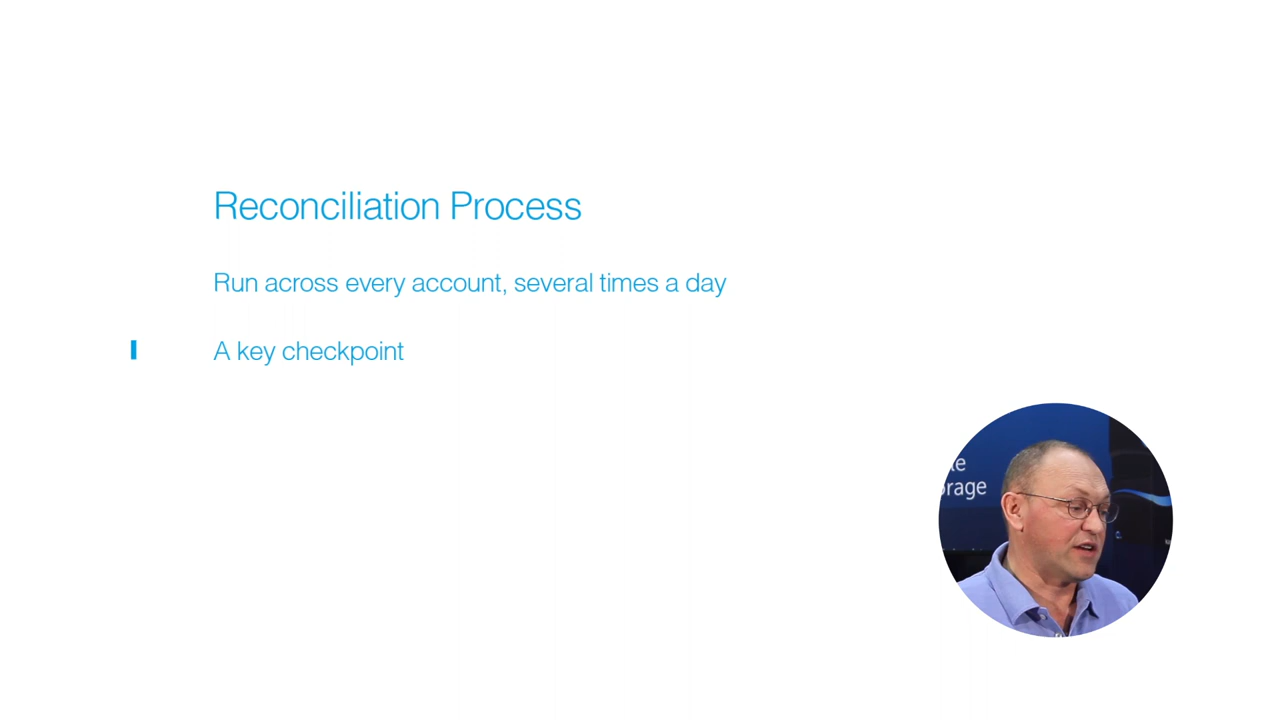 Reconciliation Process
Run across every account, several times a day
A key checkpoint